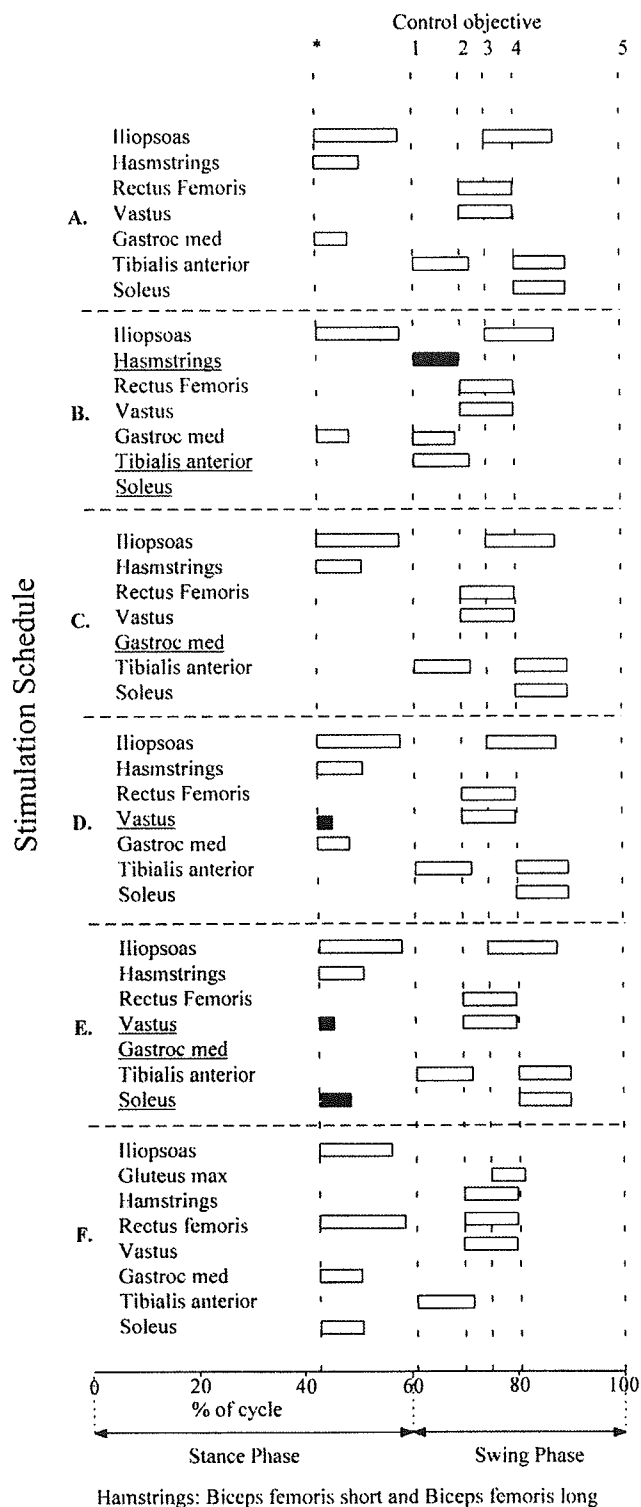 Control objective
* 1 2 3 4 5
Iliopsoas
Hasmstrings
Rectus Femoris
Vastus
A.
Gastroc med
Tibialis anterior
Soleus
Iliopsoas
Hasmstrings
Rectus Femoris
B.
Vastus
Gastroc med
Tibialis anterior
Soleus
Iliopsoas
Hasmstrings
Rectus Femoris
C.
Vastus
Gastroc med
Tibialis anterior
Soleus
Stimulation Schedule
Iliopsoas
Hasmstrings
Rectus Femoris
D.
Vastus
Gastroc med
Tibialis anterior
Soleus
Iliopsoas
Hasmstrings
Rectus Femoris
E.
Vastus
Gastroc med
Tibialis anterior
Soleus
Iliopsoas
Gluteus max
Hamstrings
Rectus femoris
F.
Vastus
Gastroc med
Tibialis anterior
Soleus
0 20 40 60 80 100
% of cycle
Stance Phase Swing Phase
Hamstrings: Biceps femoris short and Biceps femoris long